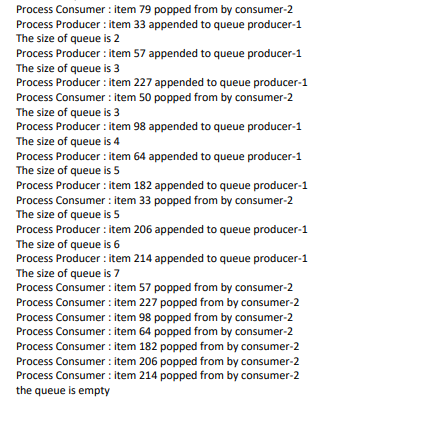 Process Consumer : item 79 popped from by consumer-2
Process Producer : item 33 appended to queue producer-1
The size of queue is 2
Process Producer : item 57 appended to queue producer-1
The size of queue is 3
Process Producer : item 227 appended to queue producer-1
Process Consumer : item 50 popped from by consumer-2
The size of queue is 3
Process Producer : item 98 appended to queue producer-1
The size of queue is 4
Process Producer : item 64 appended to queue producer-1
The size of queue is 5
Process Producer : item 182 appended to queue producer-1
Process Consumer : item 33 popped from by consumer-2
The size of queue is 5
Process Producer : item 206 appended to queue producer-1
The size of queue is 6
Process Producer : item 214 appended to queue producer-1
The size of queue is 7
Process Consumer : item 57 popped from by consumer-2
Process Consumer : item 227 popped from by consumer-2
Process Consumer : item 98 popped from by consumer-2
Process Consumer : item 64 popped from by consumer-2
Process Consumer : item 182 popped from by consumer-2
Process Consumer : item 206 popped from by consumer-2
Process Consumer : item 214 popped from by consumer-2
the queue is empty